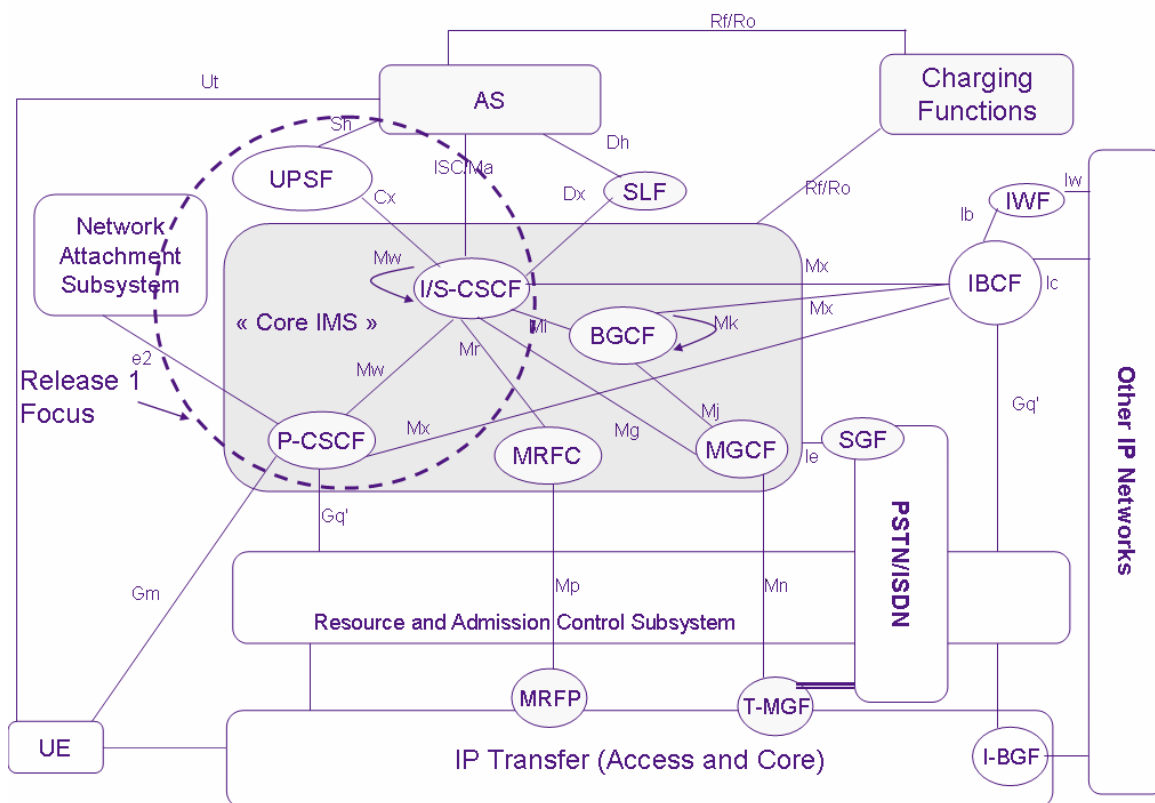 Rf/Ro
Ut
AS
Charging
Functions
Sh
Dh
ISC/Ma
UPSF
SLF
Cx
Dx
Rf/Ro
Iw
IWF
Ib
Network
Attachment
Subsystem
Mw
I/S-CSCF
Mx
IBCF
Ic
« Core IMS »
Mi
BGCF
Mk
Mx
e2
Mr
Mw
Release 1
Focus
Mx
Mj
Mg
Gq'
P-CSCF
MRFC
MGCF
Ie
SGF
Other IP Networks
PSTN/ISDN
Gq'
Gm
Mp
Mn
Resource and Admission Control Subsystem
MRFP
T-MGF
UE
IP Transfer (Access and Core)
I-BGF